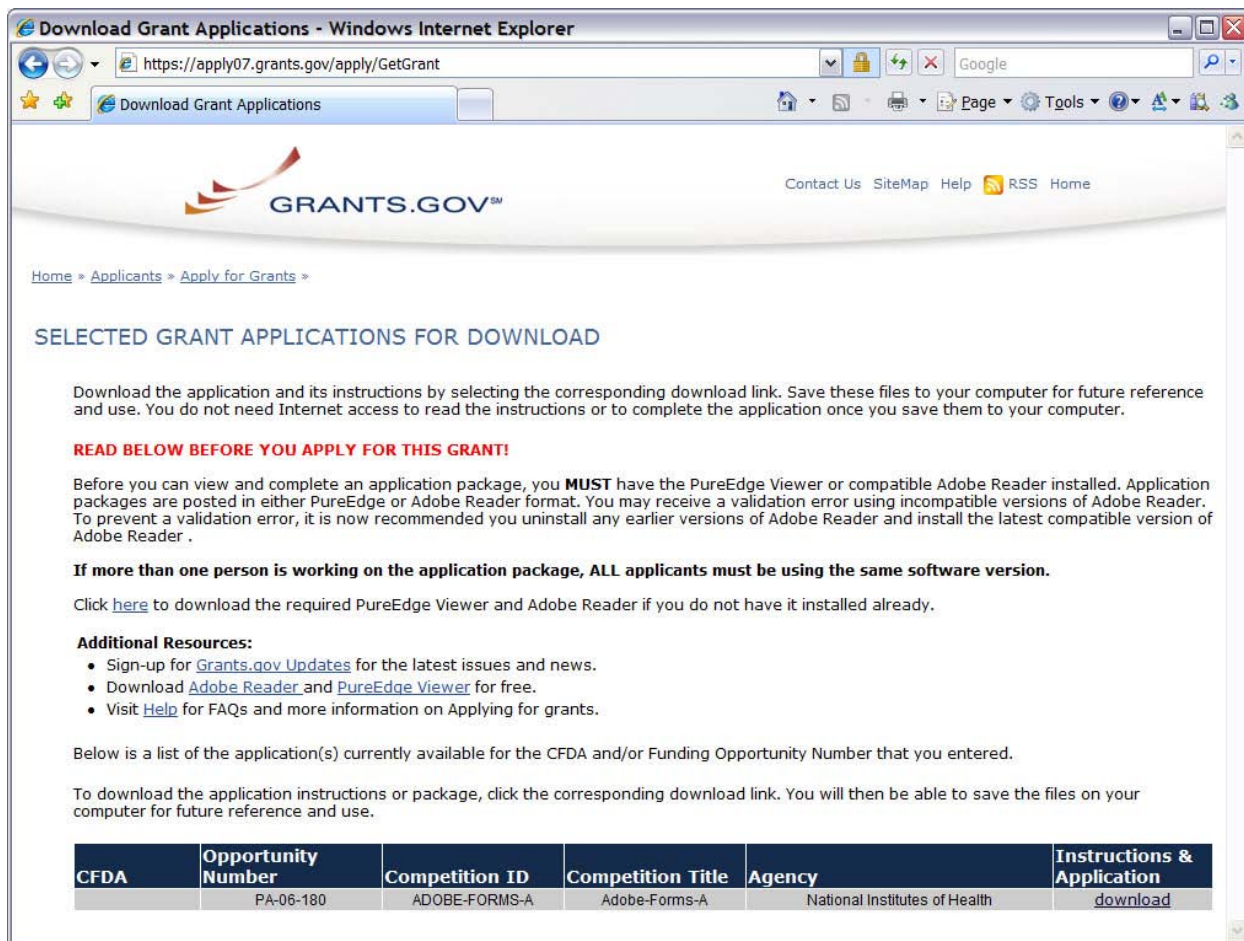 Download Grant Applications - Windows Internet Explorer
https://apply07.grants.gov/apply/GetGrant
Google
Download Grant Applications
Page
Tools
GRANTS.GOV℠
Contact Us SiteMap Help RSS Home
Home » Applicants » Apply for Grants »
SELECTED GRANT APPLICATIONS FOR DOWNLOAD
Download the application and its instructions by selecting the corresponding download link. Save these files to your computer for future reference
and use. You do not need Internet access to read the instructions or to complete the application once you save them to your computer.
READ BELOW BEFORE YOU APPLY FOR THIS GRANT!
Before you can view and complete an application package, you MUST have the PureEdge Viewer or compatible Adobe Reader installed. Application
packages are posted in either PureEdge or Adobe Reader format. You may receive a validation error using incompatible versions of Adobe Reader.
To prevent a validation error, it is now recommended you uninstall any earlier versions of Adobe Reader and install the latest compatible version of
Adobe Reader .
If more than one person is working on the application package, ALL applicants must be using the same software version.
Click here to download the required PureEdge Viewer and Adobe Reader if you do not have it installed already.
Additional Resources:
• Sign-up for Grants.gov Updates for the latest issues and news.
• Download Adobe Reader and PureEdge Viewer for free.
• Visit Help for FAQs and more information on Applying for grants.
Below is a list of the application(s) currently available for the CFDA and/or Funding Opportunity Number that you entered.
To download the application instructions or package, click the corresponding download link. You will then be able to save the files on your
computer for future reference and use.
CFDA Opportunity Number Competition ID Competition Title Agency Instructions & Application
PA-06-180 ADOBE-FORMS-A Adobe-Forms-A National Institutes of Health download